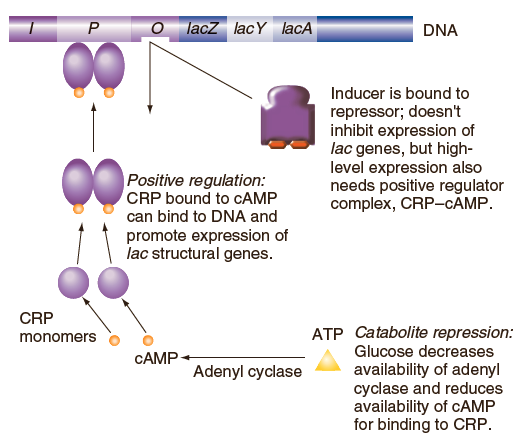 I P O lacZ lacY lacA DNA
Inducer is bound to
repressor; doesn't
inhibit expression of
lac genes, but high-
level expression also
needs positive regulator
complex, CRP–cAMP.
Positive regulation:
CRP bound to cAMP
can bind to DNA and
promote expression of
lac structural genes.
CRP
monomers
cAMP
Adenyl cyclase
ATP
Catabolite repression:
Glucose decreases
availability of adenyl
cyclase and reduces
availability of cAMP
for binding to CRP.